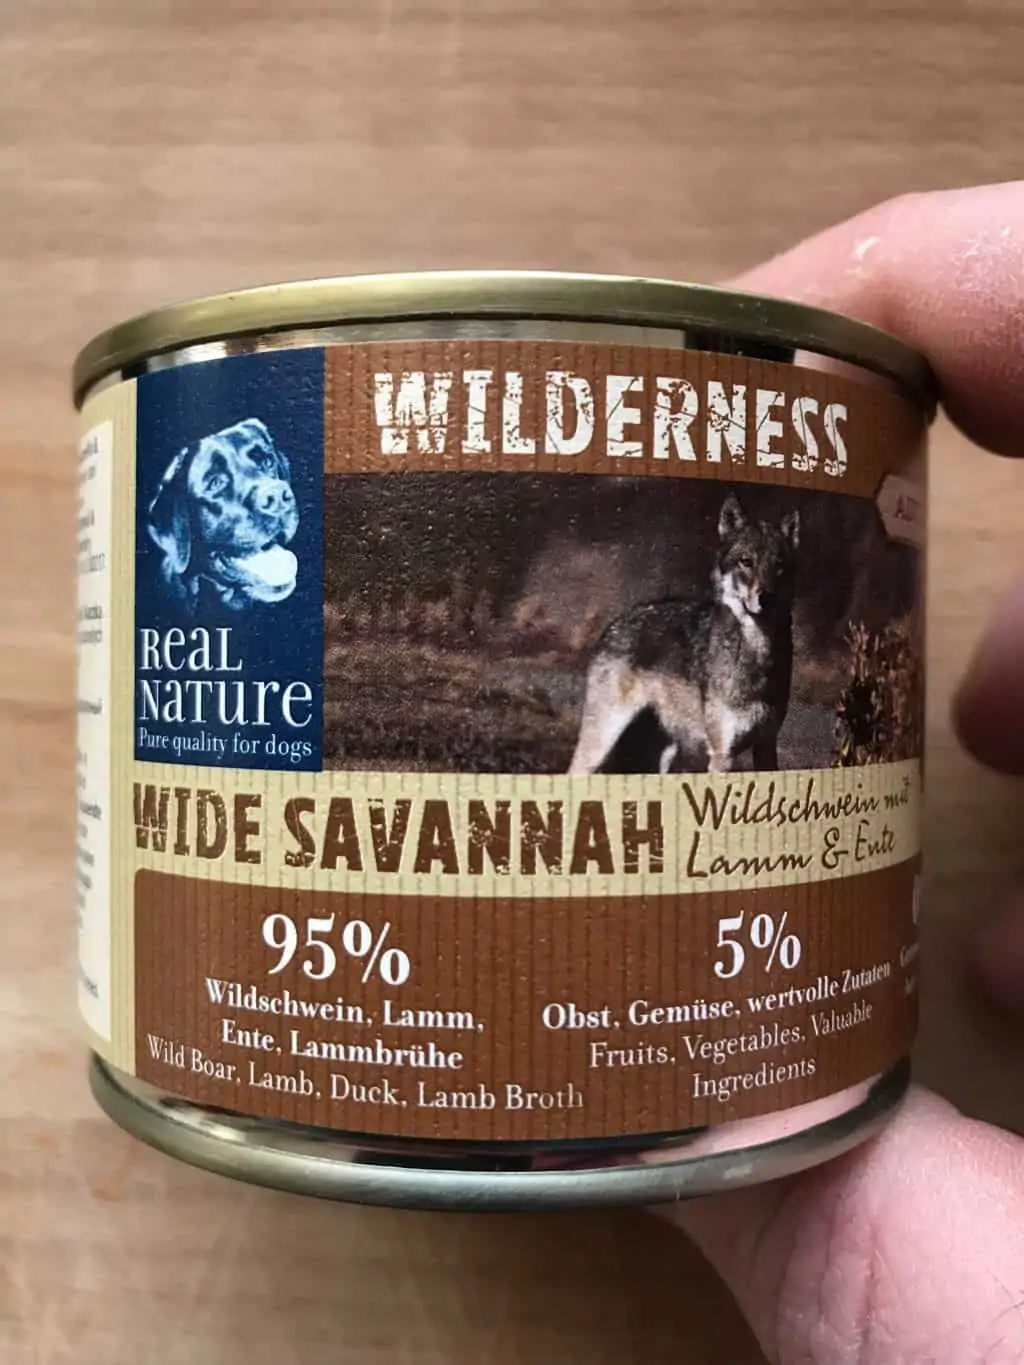 WILDERNESS
ReaL
Nature
Pure quality for dogs
WIDE SAVANNAH
Wildschwein mit
Lamm & Ente
95%
Wildschwein, Lamm,
Ente, Lammbrühe
Wild Boar, Lamb, Duck, Lamb Broth
5%
Obst, Gemüse, wertvolle Zutaten
Fruits, Vegetables, Valuable
Ingredients